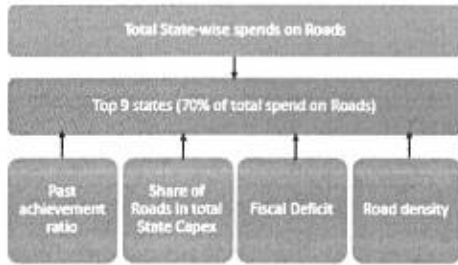 Total State-wise spends on Roads
Top 9 states (70% of total spend on Roads)
Past
achievement
ratio
Share of
Roads in total
State Capex
Fiscal Deficit
Road density